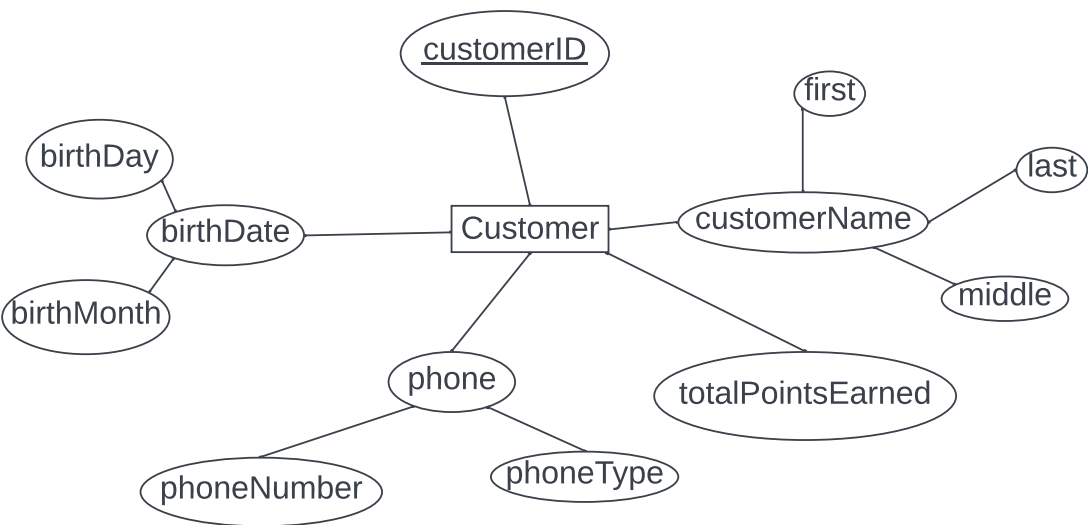 customerID
first
birthDay
last
birthDate
Customer
customerName
birthMonth
middle
phone
totalPointsEarned
phoneNumber
phoneType